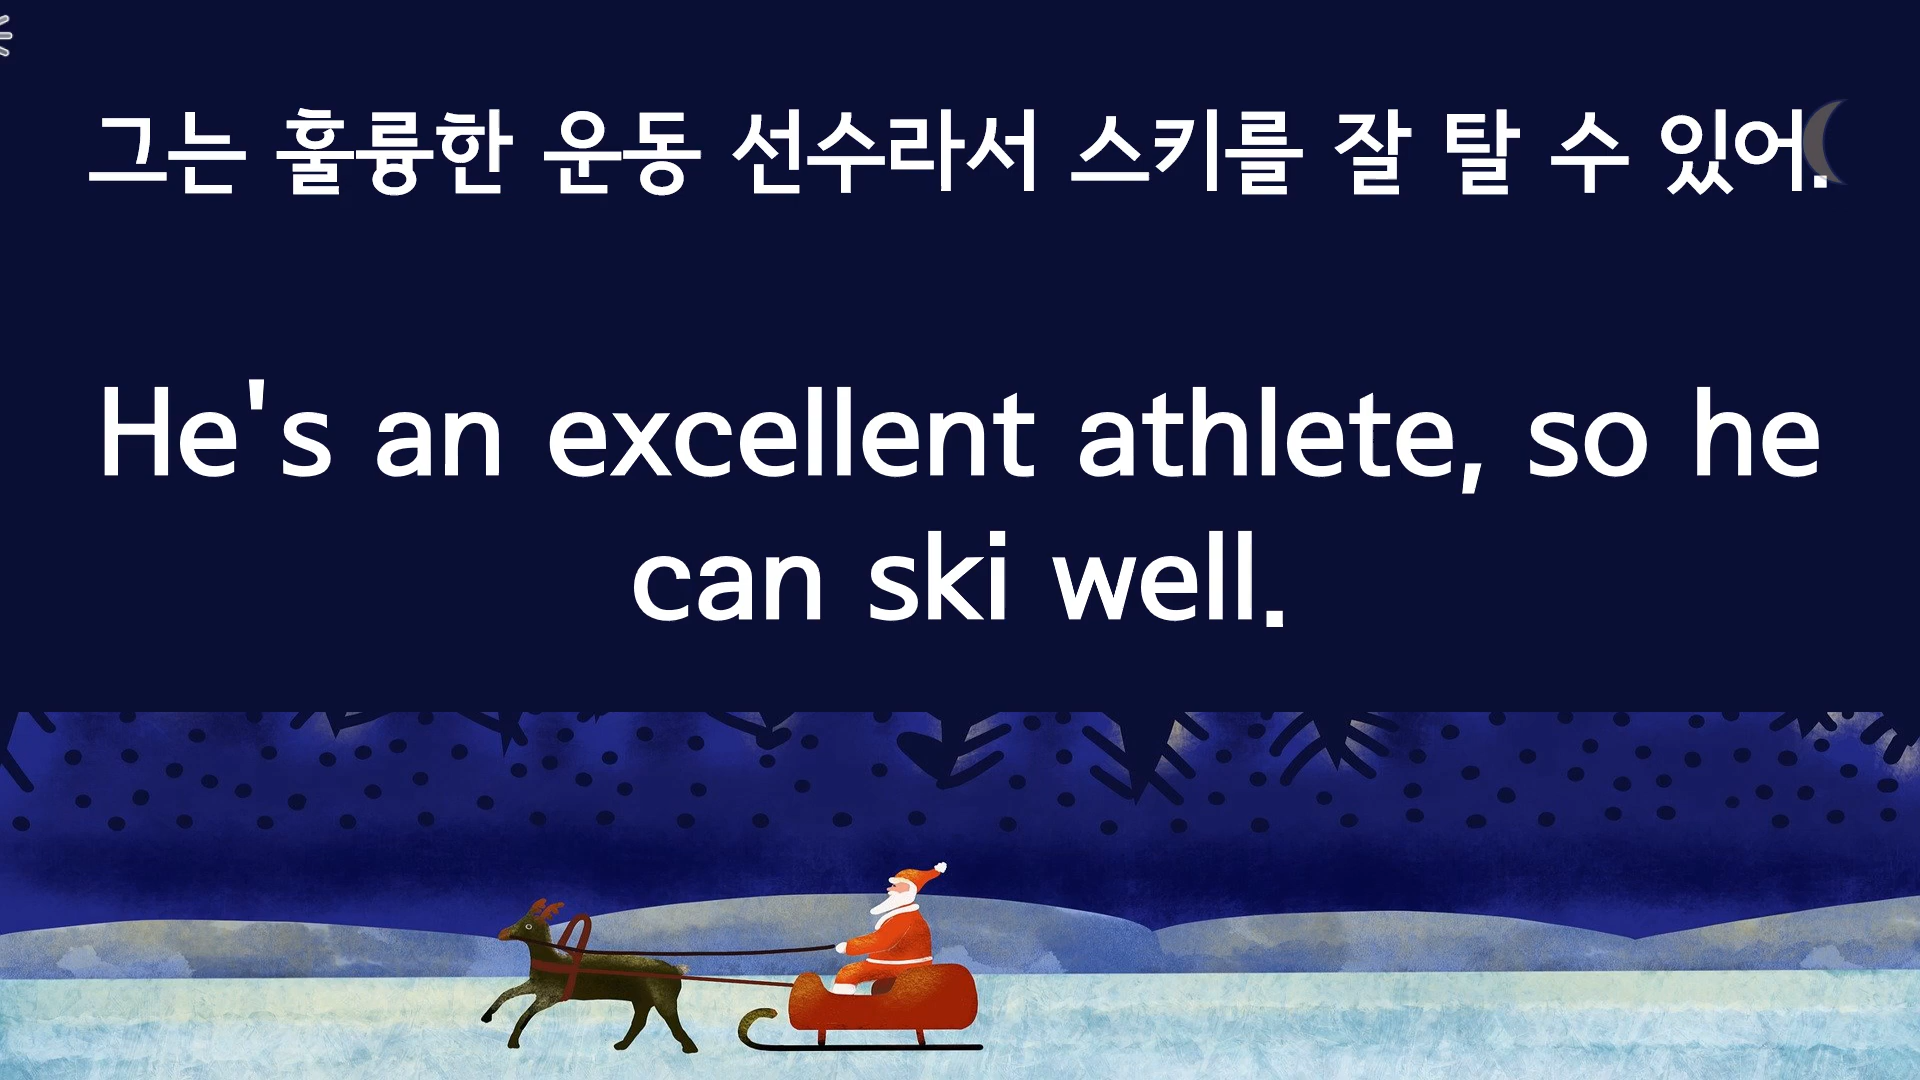 그는 훌륭한 운동 선수라서 스키를 잘 탈 수 있어.
He's an excellent athlete, so he
can ski well.